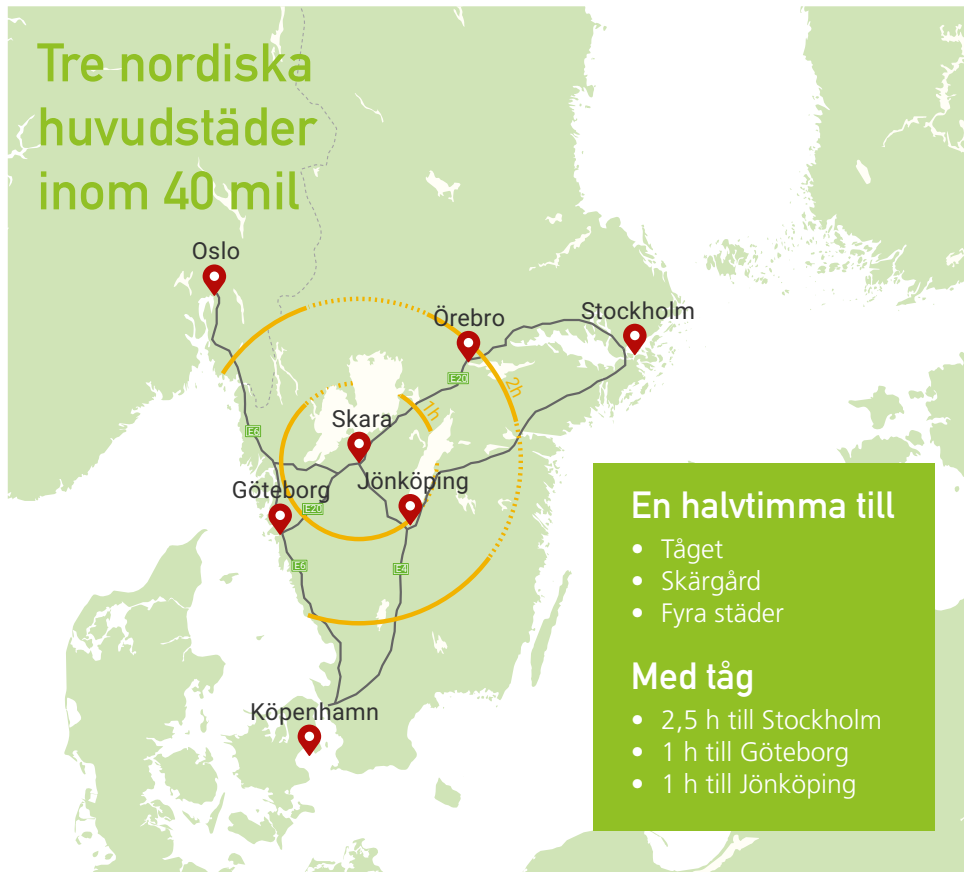 Tre nordiska
huvudstäder
inom 40 mil
Oslo
Örebro
Stockholm
2h
E20
1h
Skara
E6
Jönköping
Göteborg
E20
E6
E4
Köpenhamn
En halvtimma till
• Tåget
• Skärgård
• Fyra städer
Med tåg
• 2,5 h till Stockholm
• 1 h till Göteborg
• 1 h till Jönköping